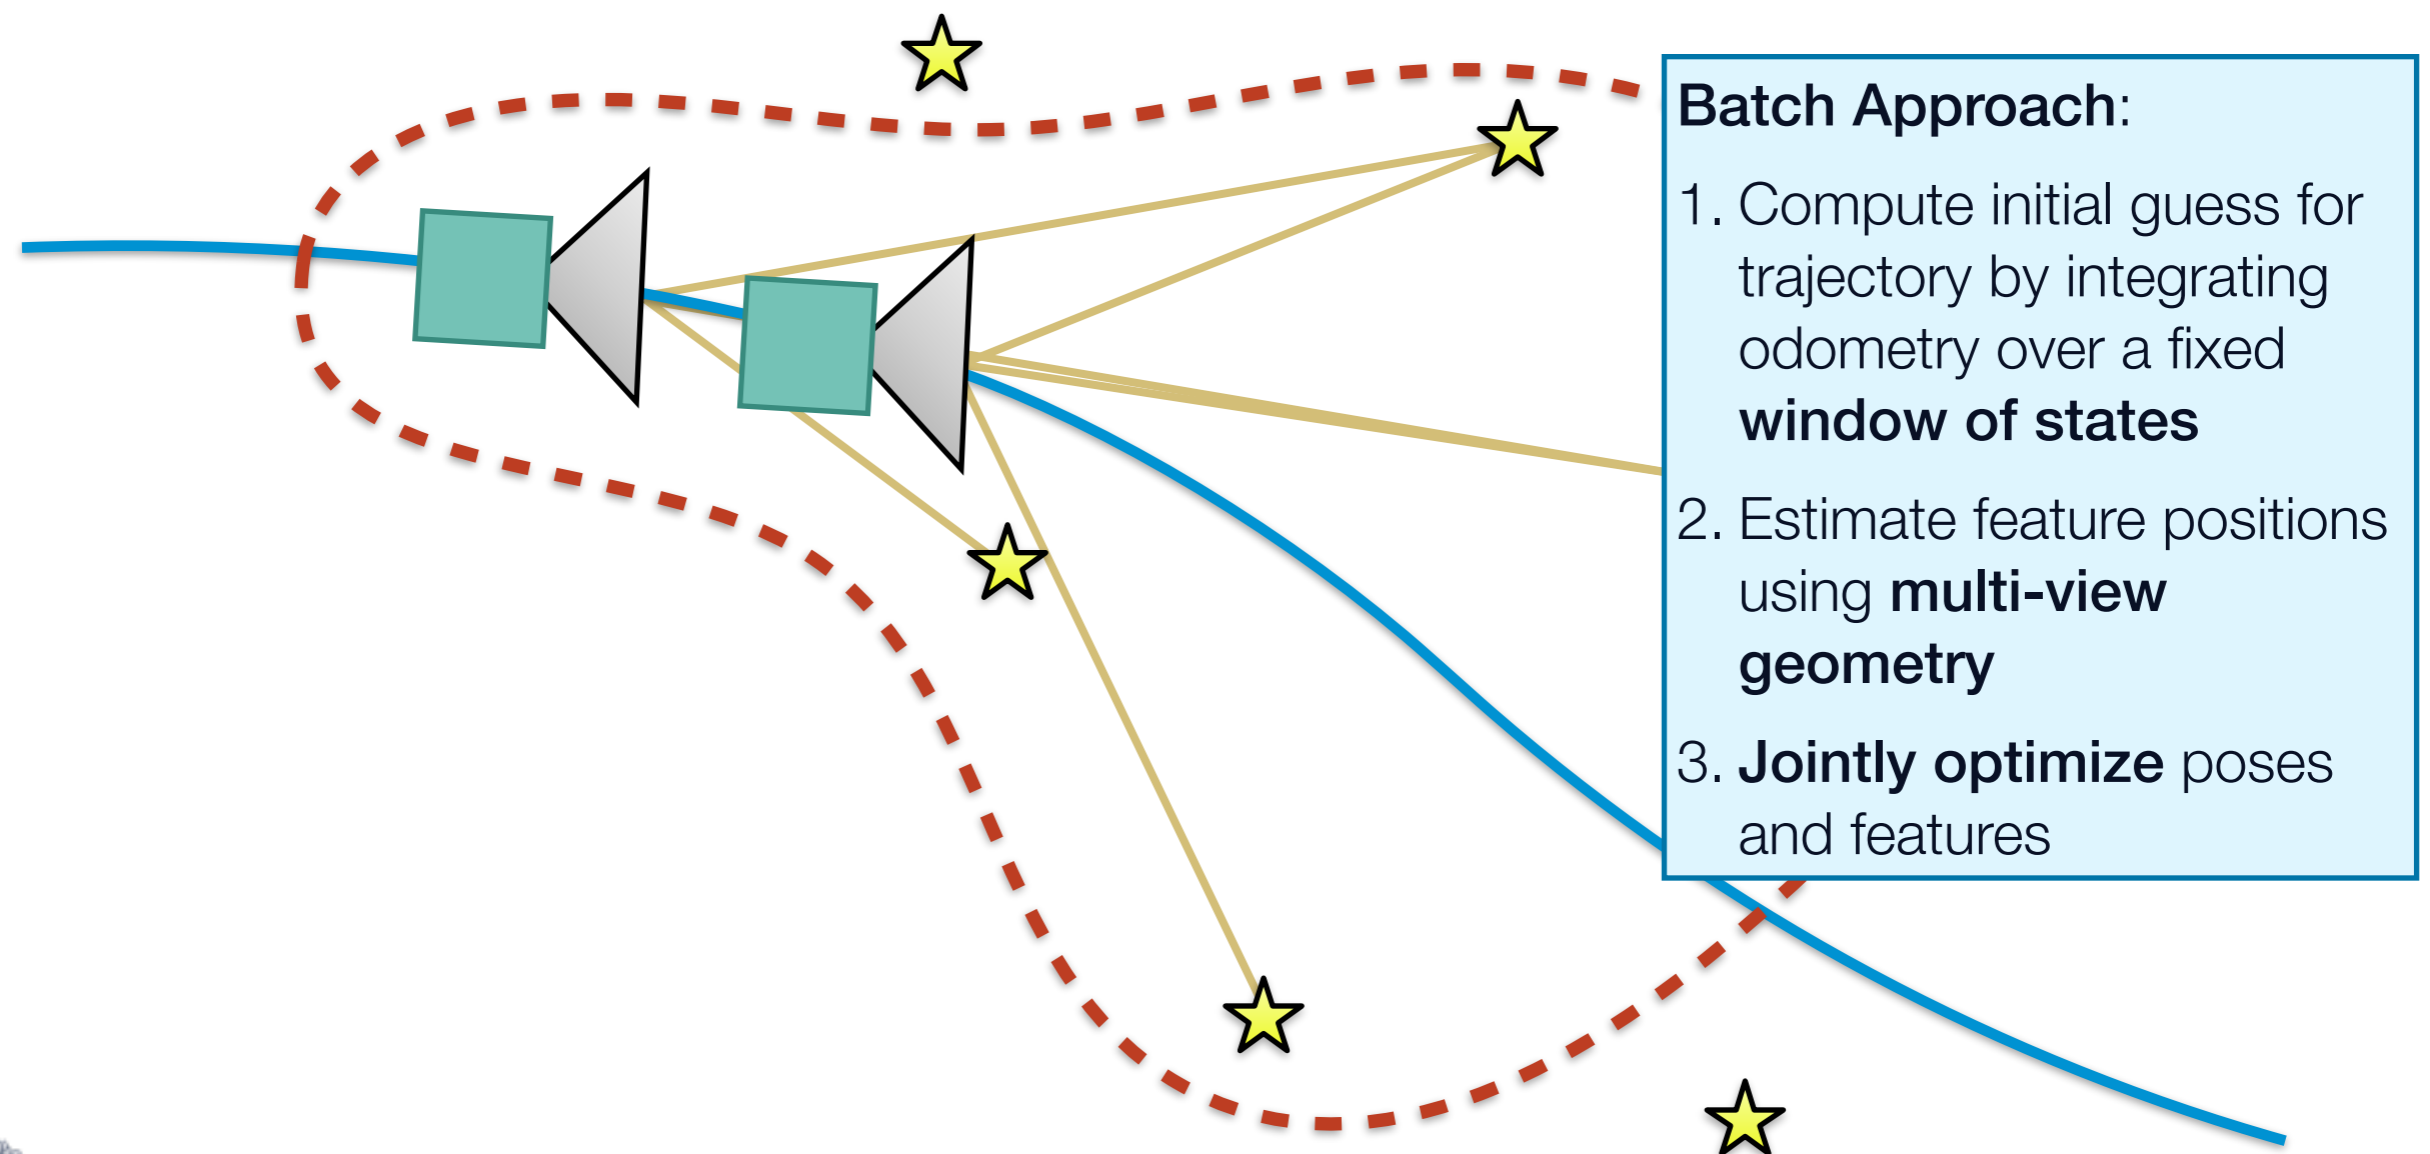 Batch Approach:
1. Compute initial guess for
trajectory by integrating
odometry over a fixed
window of states
2. Estimate feature positions
using multi-view
geometry
3. Jointly optimize poses
and features